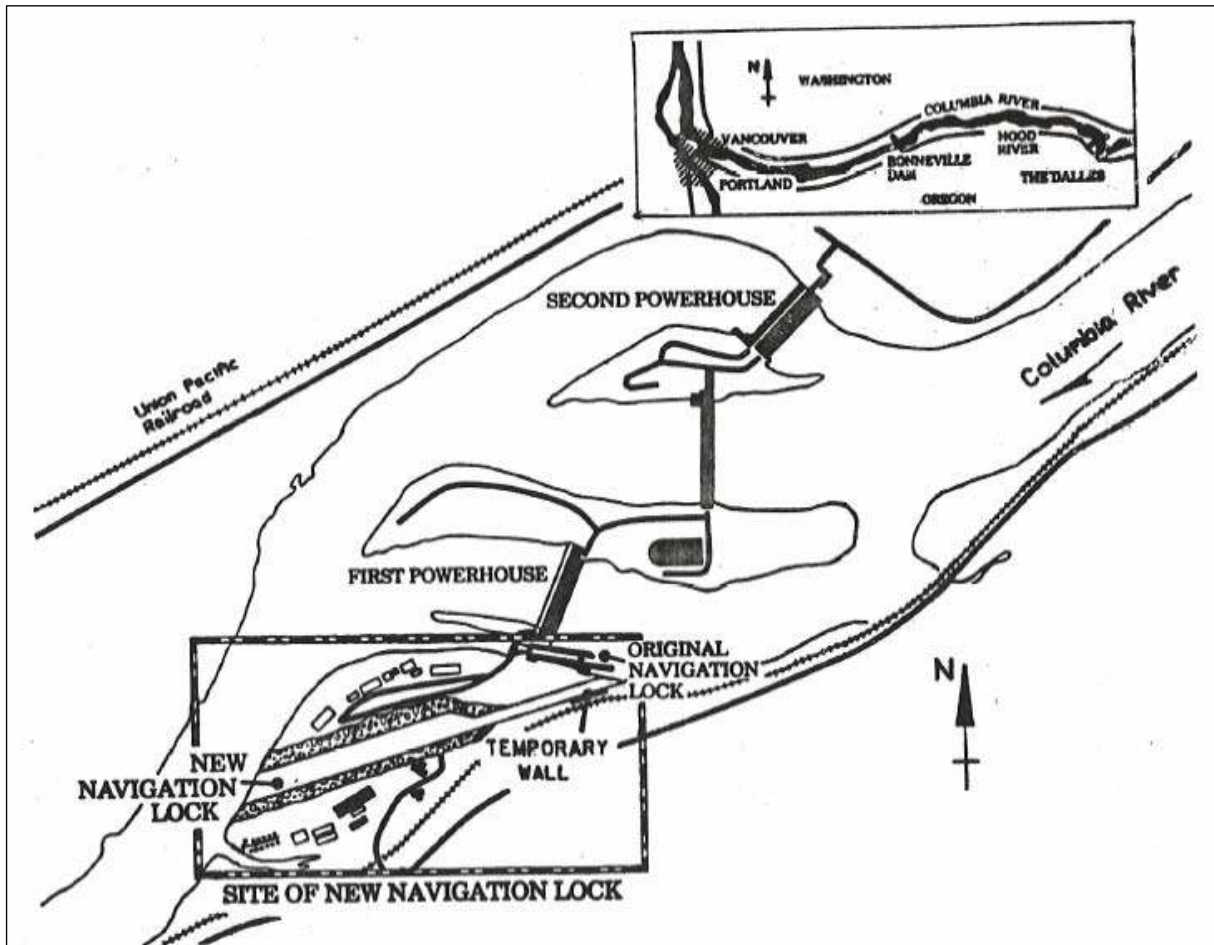 N
WASHINGTON
COLUMBIA RIVER
VANCOUVER
HOOD
RIVER
BONNEVILLE
DAM
PORTLAND
THE DALLES
OREGON
SECOND POWERHOUSE
Columbia River
Union Pacific
Railroad
FIRST POWERHOUSE
ORIGINAL
NAVIGATION
LOCK
N
TEMPORARY
WALL
NEW
NAVIGATION
LOCK
SITE OF NEW NAVIGATION LOCK